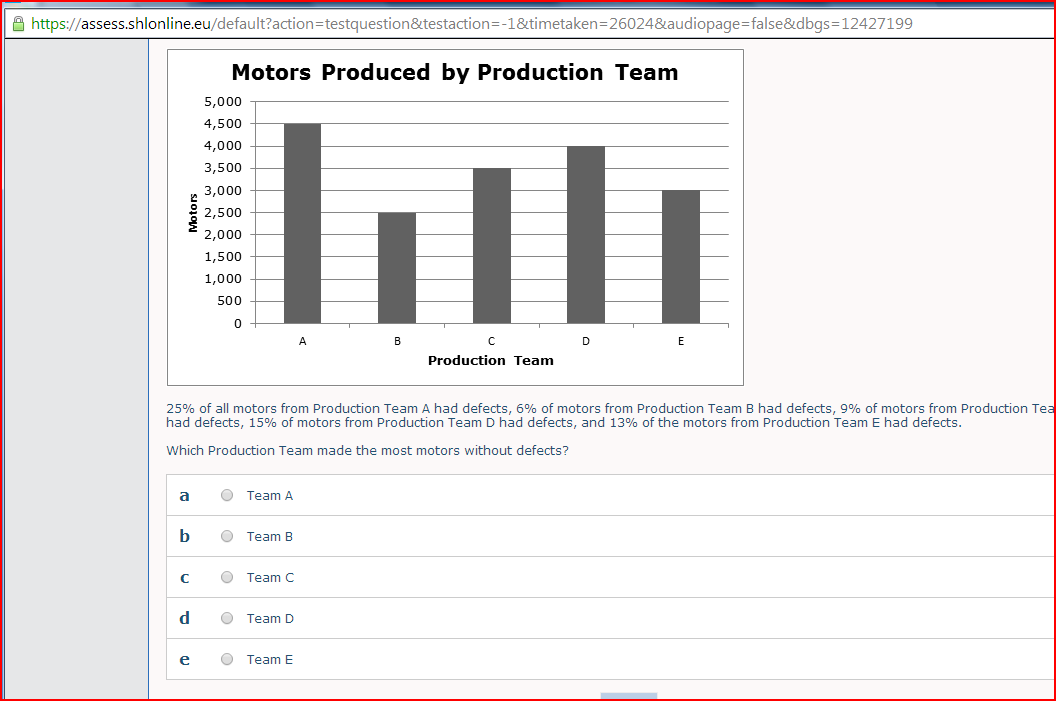 https://assess.shlonline.eu/default?action=testquestion&testaction=-1&timetaken=26024&audiopage=false&dbgs=12427199
Motors Produced by Production Team
5,000
4,500
4,000
3,500
3,000
2,500
2,000
1,500
1,000
500
0
Motors
A B C D E
Production Team
25% of all motors from Production Team A had defects, 6% of motors from Production Team B had defects, 9% of motors from Production
had defects, 15% of motors from Production Team D had defects, and 13% of the motors from Production Team E had defects.
Which Production Team made the most motors without defects?
a Team A
b Team B
c Team C
d Team D
e Team E